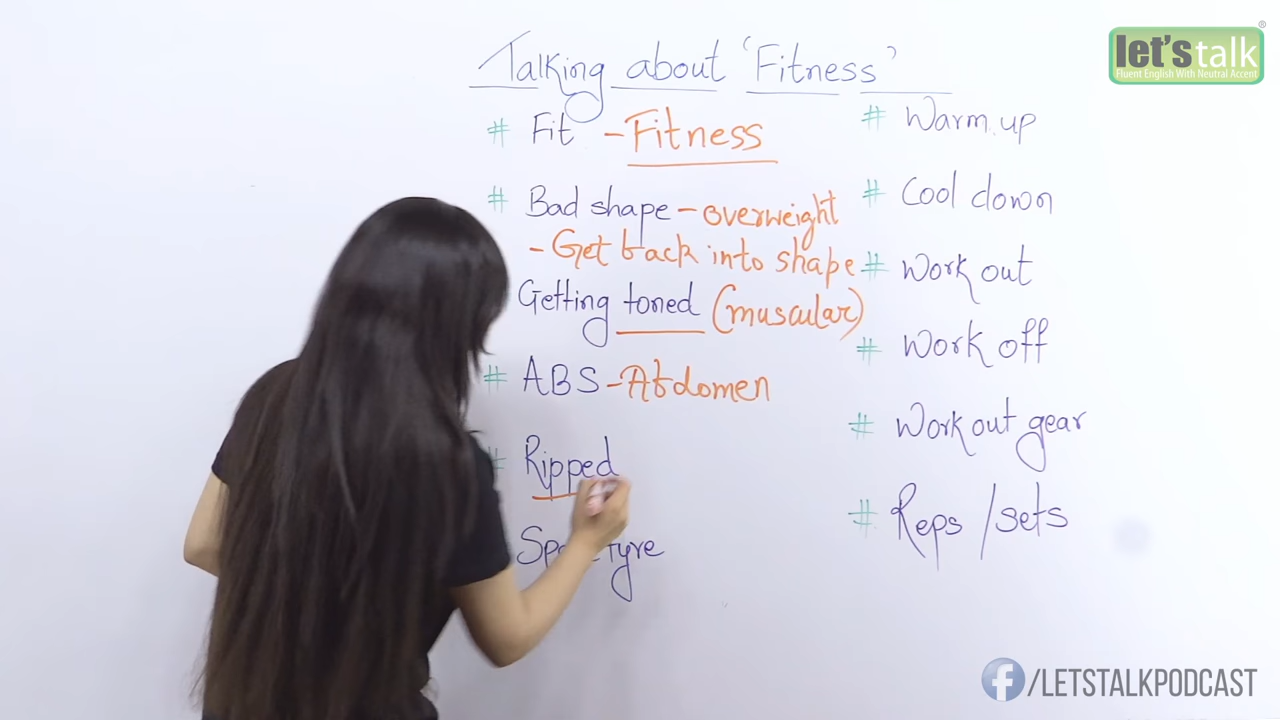 Talking about 'Fitness'
# Fit - Fitness
# Bad shape - overweight
- Get back into shape
Getting toned (muscular)
# ABS - Abdomen
# Ripped
Sp tyre
# Warm up
# Cool down
# Work out
# Work off
# Work out gear
# Reps / sets
let's talk ®
Fluent English With Neutral Accent
f /LETSTALKPODCAST